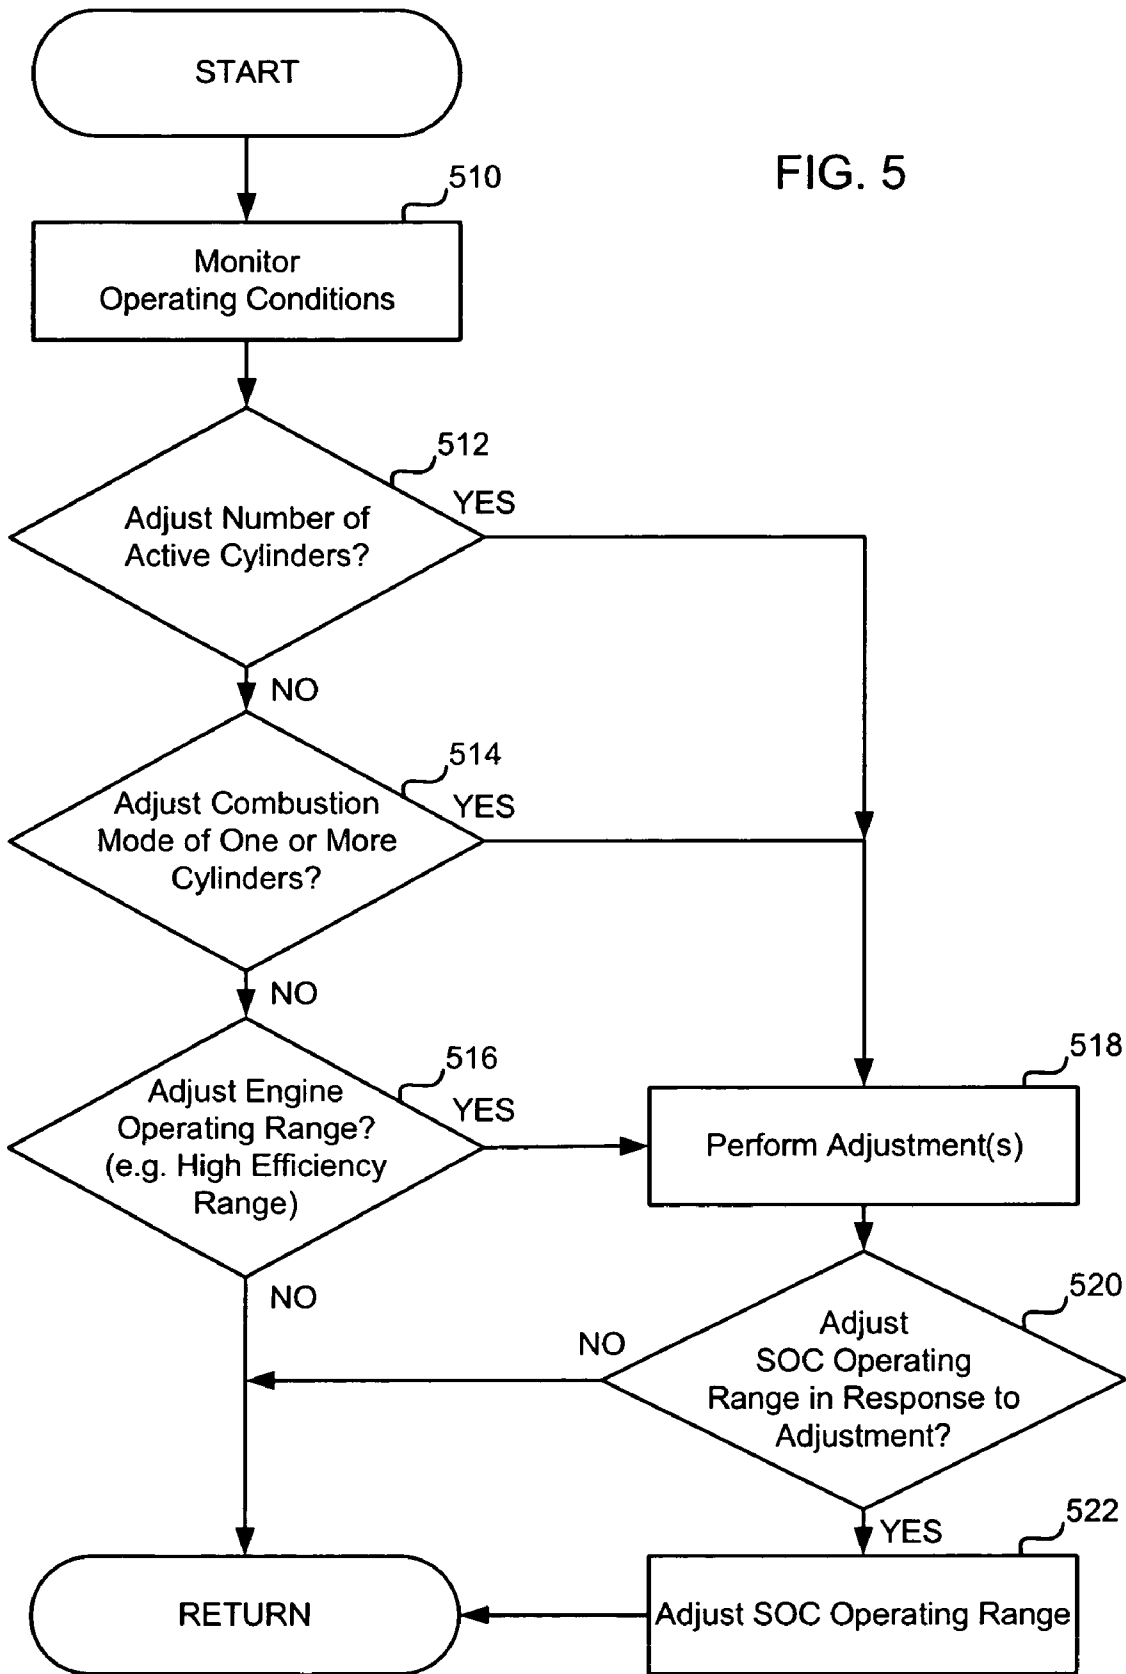 START
FIG. 5
510
Monitor
Operating Conditions
512
YES
Adjust Number of
Active Cylinders?
NO
514
YES
Adjust Combustion
Mode of One or More
Cylinders?
NO
516
YES
Adjust Engine
Operating Range?
(e.g. High Efficiency
Range)
NO
518
Perform Adjustment(s)
520
NO
Adjust
SOC Operating
Range in Response to
Adjustment?
YES
522
Adjust SOC Operating Range
RETURN